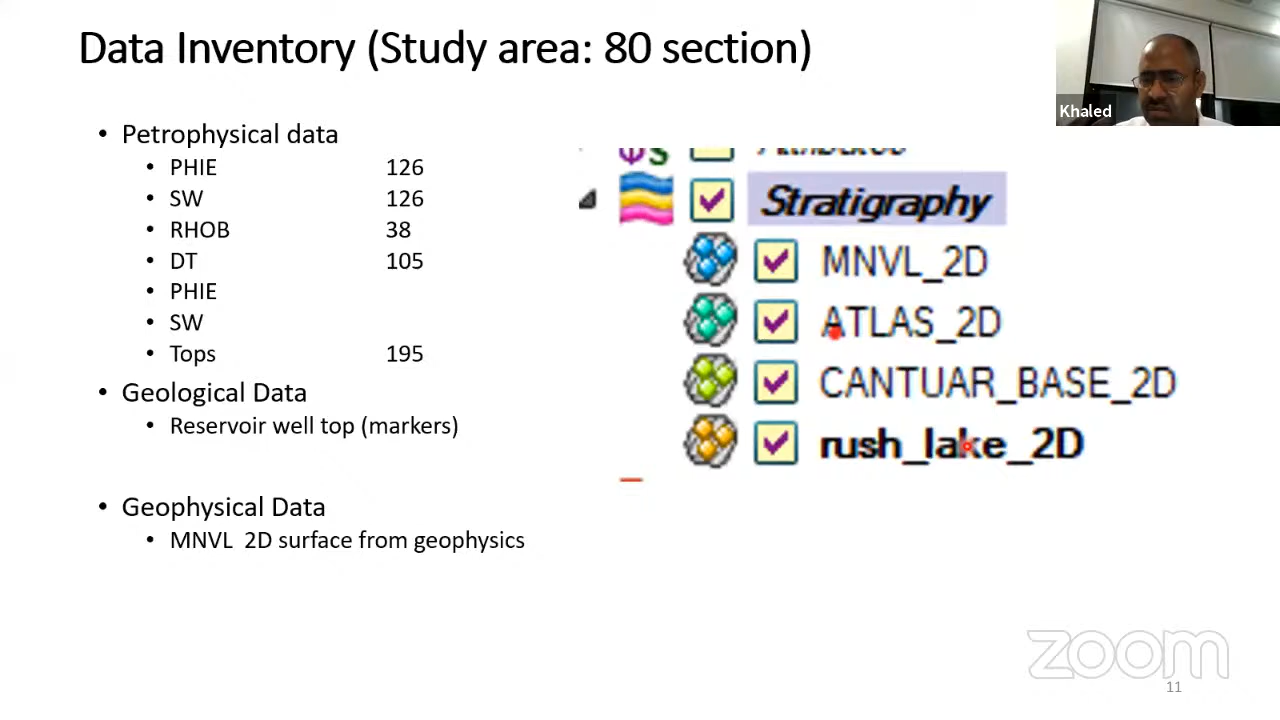 Data Inventory (Study area: 80 section)
Khaled
• Petrophysical data
• PHIE 126
• SW 126
• RHOB 38
• DT 105
• PHIE
• SW
• Tops 195
• Geological Data
• Reservoir well top (markers)
• Geophysical Data
• MNVL 2D surface from geophysics
Stratigraphy
MNVL_2D
ATLAS_2D
CANTUAR_BASE_2D
rush_lake_2D
zoom
11